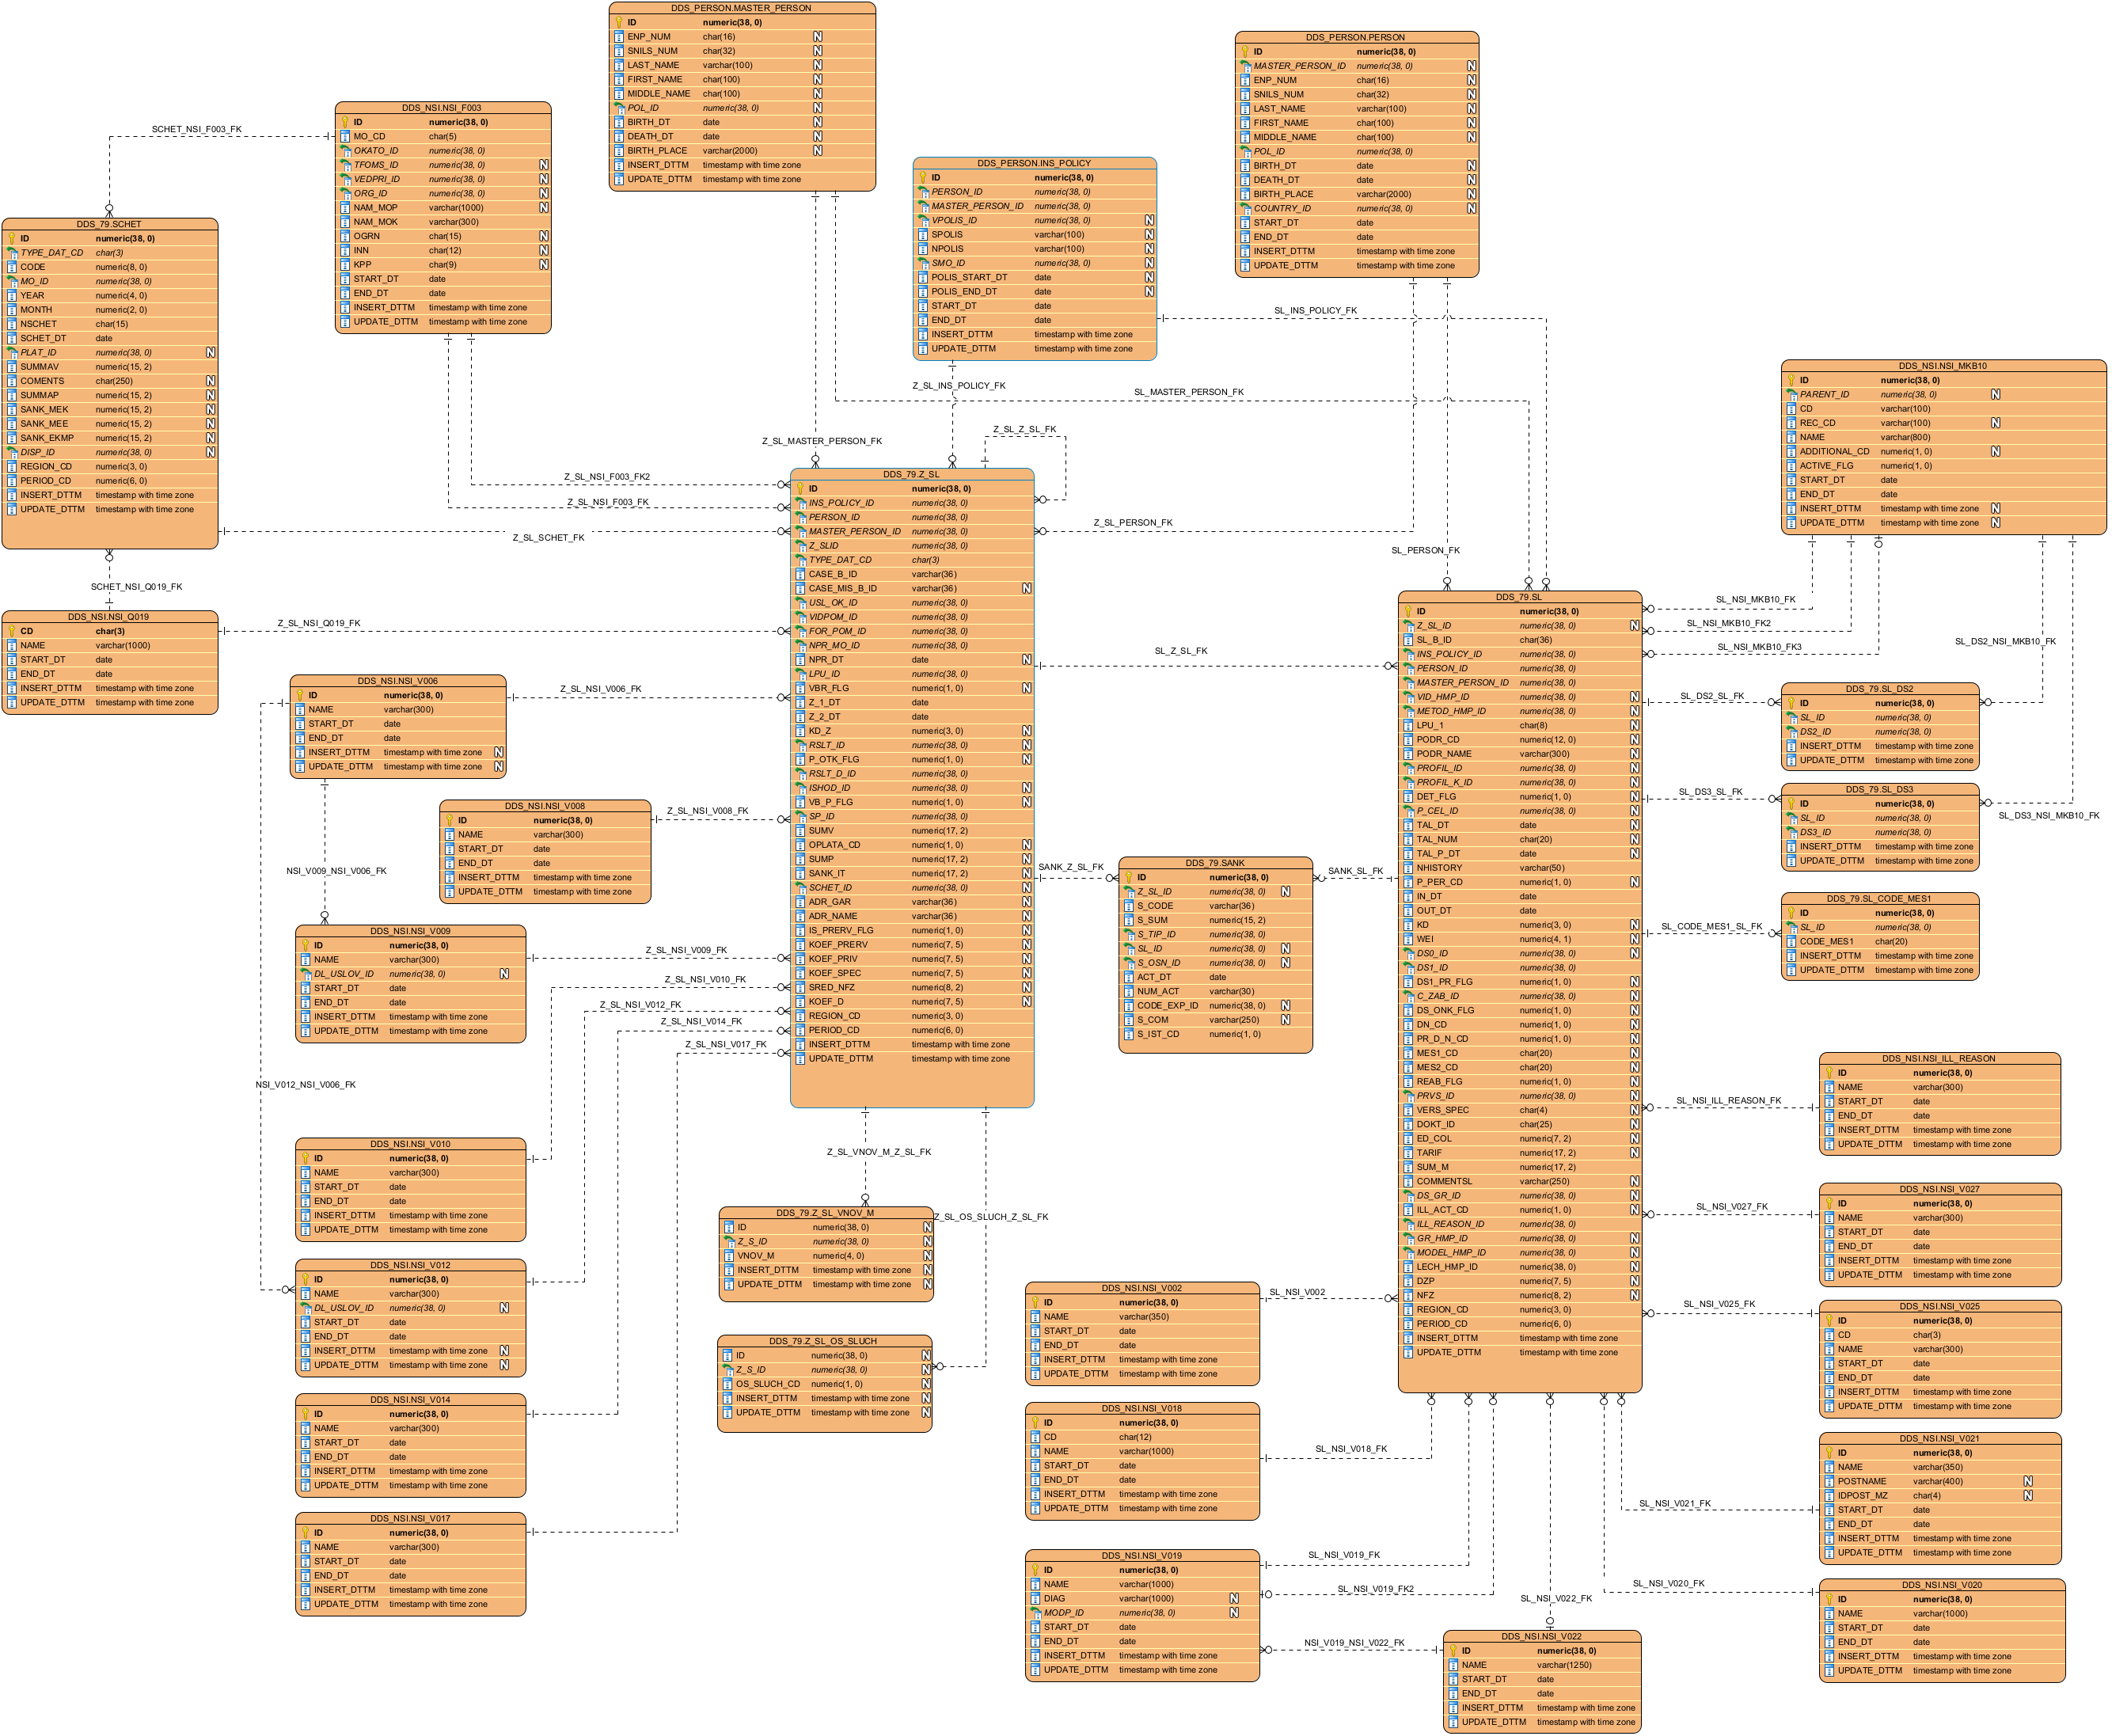 DDS_PERSON.MASTER_PERSON
ID numeric(38, 0)
ENP_NUM char(16) N
SNILS_NUM char(32) N
LAST_NAME varchar(100) N
FIRST_NAME char(100) N
MIDDLE_NAME char(100) N
POL_ID numeric(38, 0) N
BIRTH_DT date N
DEATH_DT date N
BIRTH_PLACE varchar(2000) N
INSERT_DTTM timestamp with time zone
UPDATE_DTTM timestamp with time zone
DDS_PERSON.PERSON
ID numeric(38, 0)
MASTER_PERSON_ID numeric(38, 0) N
ENP_NUM char(16) N
SNILS_NUM char(32) N
LAST_NAME varchar(100) N
FIRST_NAME char(100) N
MIDDLE_NAME char(100) N
POL_ID numeric(38, 0)
BIRTH_DT date N
DEATH_DT date N
BIRTH_PLACE varchar(2000) N
COUNTRY_ID numeric(38, 0) N
START_DT date
END_DT date
INSERT_DTTM timestamp with time zone
UPDATE_DTTM timestamp with time zone
DDS_NSI.NSI_F003
ID numeric(38, 0)
MO_CD char(5)
OKATO_ID numeric(38, 0)
TFOMS_ID numeric(38, 0) N
VEDPRI_ID numeric(38, 0) N
ORG_ID numeric(38, 0) N
NAM_MOP varchar(1000) N
NAM_MOK varchar(300)
OGRN char(15) N
INN char(12) N
KPP char(9) N
START_DT date
END_DT date
INSERT_DTTM timestamp with time zone
UPDATE_DTTM timestamp with time zone
SCHET_NSI_F003_FK
DDS_PERSON.INS_POLICY
ID numeric(38, 0)
PERSON_ID numeric(38, 0)
MASTER_PERSON_ID numeric(38, 0)
VPOLIS_ID numeric(38, 0) N
SPOLIS varchar(100) N
NPOLIS varchar(100) N
SMO_ID numeric(38, 0) N
POLIS_START_DT date N
POLIS_END_DT date N
START_DT date
END_DT date
INSERT_DTTM timestamp with time zone
UPDATE_DTTM timestamp with time zone
DDS_79.SCHET
ID numeric(38, 0)
TYPE_DAT_CD char(3)
CODE numeric(8, 0)
MO_ID numeric(38, 0)
YEAR numeric(4, 0)
MONTH numeric(2, 0)
NSCHET char(15)
SCHET_DT date
PLAT_ID numeric(38, 0) N
SUMMAV numeric(15, 2)
COMENTS char(250) N
SUMMAP numeric(15, 2) N
SANK_MEK numeric(15, 2) N
SANK_MEE numeric(15, 2) N
SANK_EKMP numeric(15, 2) N
DISP_ID numeric(38, 0) N
REGION_CD numeric(3, 0)
PERIOD_CD numeric(6, 0)
INSERT_DTTM timestamp with time zone
UPDATE_DTTM timestamp with time zone
SL_INS_POLICY_FK
Z_SL_INS_POLICY_FK
SL_MASTER_PERSON_FK
Z_SL_MASTER_PERSON_FK
Z_SL_Z_SL_FK
Z_SL_NSI_F003_FK2
Z_SL_NSI_F003_FK
Z_SL_SCHET_FK
Z_SL_PERSON_FK
SL_PERSON_FK
DDS_NSI.NSI_MKB10
ID numeric(38, 0)
PARENT_ID numeric(38, 0) N
CD varchar(100)
REC_CD varchar(100) N
NAME varchar(800)
ADDITIONAL_CD numeric(1, 0) N
ACTIVE_FLG numeric(1, 0)
START_DT date
END_DT date
INSERT_DTTM timestamp with time zone N
UPDATE_DTTM timestamp with time zone N
SCHET_NSI_Q019_FK
DDS_NSI.NSI_Q019
CD char(3)
NAME varchar(1000)
START_DT date
END_DT date
INSERT_DTTM timestamp with time zone
UPDATE_DTTM timestamp with time zone
Z_SL_NSI_Q019_FK
DDS_79.Z_SL
ID numeric(38, 0)
INS_POLICY_ID numeric(38, 0)
PERSON_ID numeric(38, 0)
MASTER_PERSON_ID numeric(38, 0)
Z_SLID numeric(38, 0)
TYPE_DAT_CD char(3)
CASE_B_ID varchar(36)
CASE_MIS_B_ID varchar(36) N
USL_OK_ID numeric(38, 0)
VIDPOM_ID numeric(38, 0)
FOR_POM_ID numeric(38, 0)
NPR_MO_ID numeric(38, 0)
NPR_DT date N
LPU_ID numeric(38, 0)
VBR_FLG numeric(1, 0) N
Z_1_DT date
Z_2_DT date
KD_Z numeric(3, 0) N
RSLT_ID numeric(38, 0) N
P_OTK_FLG numeric(1, 0) N
RSLT_D_ID numeric(38, 0)
ISHOD_ID numeric(38, 0) N
VB_P_FLG numeric(1, 0) N
SP_ID numeric(38, 0) N
SUMV numeric(17, 2)
OPLATA_CD numeric(1, 0) N
SUMP numeric(17, 2) N
SANK_IT numeric(17, 2) N
SCHET_ID numeric(38, 0) N
ADR_GAR varchar(36) N
ADR_NAME varchar(36) N
IS_PRERV_FLG numeric(1, 0) N
KOEF_PRERV numeric(7, 5) N
KOEF_PRIV numeric(7, 5) N
KOEF_SPEC numeric(7, 5) N
SRED_NFZ numeric(8, 2) N
KOEF_D numeric(7, 5) N
REGION_CD numeric(3, 0)
PERIOD_CD numeric(6, 0)
INSERT_DTTM timestamp with time zone
UPDATE_DTTM timestamp with time zone
SL_Z_SL_FK
DDS_79.SL
ID numeric(38, 0)
Z_SL_ID numeric(38, 0) N
SL_B_ID char(36)
INS_POLICY_ID numeric(38, 0)
PERSON_ID numeric(38, 0)
MASTER_PERSON_ID numeric(38, 0)
VID_HMP_ID numeric(38, 0) N
METOD_HMP_ID numeric(38, 0) N
LPU_1 char(8) N
PODR_CD numeric(12, 0) N
PODR_NAME varchar(300) N
PROFIL_ID numeric(38, 0) N
PROFIL_K_ID numeric(38, 0) N
DET_FLG numeric(1, 0) N
P_CEL_ID numeric(38, 0) N
TAL_DT date N
TAL_NUM char(20) N
TAL_P_DT date N
NHISTORY varchar(50)
P_PER_CD numeric(1, 0) N
IN_DT date
OUT_DT date
KD numeric(3, 0) N
WEI numeric(4, 1) N
DS0_ID numeric(38, 0) N
DS1_ID numeric(38, 0)
DS1_PR_FLG numeric(1, 0) N
C_ZAB_ID numeric(38, 0) N
DS_ONK_FLG numeric(1, 0) N
DN_CD numeric(1, 0) N
PR_D_N_CD numeric(1, 0) N
MES1_CD char(20) N
MES2_CD char(20) N
REAB_FLG numeric(1, 0) N
PRVS_ID numeric(38, 0) N
VERS_SPEC char(4) N
DOKT_ID char(25) N
ED_COL numeric(7, 2) N
TARIF numeric(17, 2) N
SUM_M numeric(17, 2)
COMMENTSL varchar(250) N
DS_GR_ID numeric(38, 0) N
ILL_ACT_CD numeric(1, 0) N
ILL_REASON_ID numeric(38, 0)
GR_HMP_ID numeric(38, 0) N
MODEL_HMP_ID numeric(38, 0) N
LECH_HMP_ID numeric(38, 0) N
DZP numeric(7, 5) N
NFZ numeric(8, 2) N
REGION_CD numeric(3, 0)
PERIOD_CD numeric(6, 0)
INSERT_DTTM timestamp with time zone
UPDATE_DTTM timestamp with time zone
SL_NSI_MKB10_FK
SL_NSI_MKB10_FK2
SL_NSI_MKB10_FK3
SL_DS2_NSI_MKB10_FK
SL_DS2_SL_FK
DDS_79.SL_DS2
ID numeric(38, 0)
SL_ID numeric(38, 0)
DS2_ID numeric(38, 0)
INSERT_DTTM timestamp with time zone
UPDATE_DTTM timestamp with time zone
SL_DS3_SL_FK
DDS_79.SL_DS3
ID numeric(38, 0)
SL_ID numeric(38, 0)
DS3_ID numeric(38, 0)
INSERT_DTTM timestamp with time zone
UPDATE_DTTM timestamp with time zone
SL_DS3_NSI_MKB10_FK
SL_CODE_MES1_SL_FK
DDS_79.SL_CODE_MES1
ID numeric(38, 0)
SL_ID numeric(38, 0)
CODE_MES1 char(20)
INSERT_DTTM timestamp with time zone
UPDATE_DTTM timestamp with time zone
DDS_NSI.NSI_V006
ID numeric(38, 0)
NAME varchar(300)
START_DT date
END_DT date
INSERT_DTTM timestamp with time zone N
UPDATE_DTTM timestamp with time zone N
Z_SL_NSI_V006_FK
DDS_NSI.NSI_V008
ID numeric(38, 0)
NAME varchar(300)
START_DT date
END_DT date
INSERT_DTTM timestamp with time zone
UPDATE_DTTM timestamp with time zone
Z_SL_NSI_V008_FK
NSI_V009_NSI_V006_FK
DDS_NSI.NSI_V009
ID numeric(38, 0)
NAME varchar(300)
DL_USLOV_ID numeric(38, 0) N
START_DT date
END_DT date
INSERT_DTTM timestamp with time zone
UPDATE_DTTM timestamp with time zone
Z_SL_NSI_V009_FK
Z_SL_NSI_V010_FK
Z_SL_NSI_V012_FK
Z_SL_NSI_V014_FK
Z_SL_NSI_V017_FK
NSI_V012_NSI_V006_FK
SANK_Z_SL_FK
DDS_79.SANK
ID numeric(38, 0)
Z_SL_ID numeric(38, 0) N
S_CODE varchar(36)
S_SUM numeric(15, 2)
S_TIP_ID numeric(38, 0)
SL_ID numeric(38, 0) N
S_OSN_ID numeric(38, 0) N
ACT_DT date
NUM_ACT varchar(30)
CODE_EXP_ID numeric(38, 0) N
S_COM varchar(250) N
S_IST_CD numeric(1, 0)
SANK_SL_FK
DDS_NSI.NSI_V010
ID numeric(38, 0)
NAME varchar(300)
START_DT date
END_DT date
INSERT_DTTM timestamp with time zone
UPDATE_DTTM timestamp with time zone
DDS_NSI.NSI_V012
ID numeric(38, 0)
NAME varchar(300)
DL_USLOV_ID numeric(38, 0) N
START_DT date
END_DT date
INSERT_DTTM timestamp with time zone N
UPDATE_DTTM timestamp with time zone N
DDS_NSI.NSI_V014
ID numeric(38, 0)
NAME varchar(300)
START_DT date
END_DT date
INSERT_DTTM timestamp with time zone
UPDATE_DTTM timestamp with time zone
DDS_NSI.NSI_V017
ID numeric(38, 0)
NAME varchar(300)
START_DT date
END_DT date
INSERT_DTTM timestamp with time zone
UPDATE_DTTM timestamp with time zone
Z_SL_VNOV_M_Z_SL_FK
DDS_79.Z_SL_VNOV_M
ID numeric(38, 0) N
Z_S_ID numeric(38, 0) N
VNOV_M numeric(4, 0) N
INSERT_DTTM timestamp with time zone N
UPDATE_DTTM timestamp with time zone N
Z_SL_OS_SLUCH_Z_SL_FK
DDS_79.Z_SL_OS_SLUCH
ID numeric(38, 0) N
Z_S_ID numeric(38, 0) N
OS_SLUCH_CD numeric(1, 0) N
INSERT_DTTM timestamp with time zone N
UPDATE_DTTM timestamp with time zone N
DDS_NSI.NSI_V002
ID numeric(38, 0)
NAME varchar(350)
START_DT date
END_DT date
INSERT_DTTM timestamp with time zone
UPDATE_DTTM timestamp with time zone
SL_NSI_V002
DDS_NSI.NSI_V018
ID numeric(38, 0)
CD char(12)
NAME varchar(1000)
START_DT date
END_DT date
INSERT_DTTM timestamp with time zone
UPDATE_DTTM timestamp with time zone
SL_NSI_V018_FK
DDS_NSI.NSI_V019
ID numeric(38, 0)
NAME varchar(1000)
DIAG varchar(1000) N
MODP_ID numeric(38, 0) N
START_DT date
END_DT date
INSERT_DTTM timestamp with time zone
UPDATE_DTTM timestamp with time zone
SL_NSI_V019_FK
SL_NSI_V019_FK2
NSI_V019_NSI_V022_FK
SL_NSI_V022_FK
DDS_NSI.NSI_V022
ID numeric(38, 0)
NAME varchar(1250)
START_DT date
END_DT date
INSERT_DTTM timestamp with time zone
UPDATE_DTTM timestamp with time zone
SL_NSI_ILL_REASON_FK
DDS_NSI.NSI_ILL_REASON
ID numeric(38, 0)
NAME varchar(300)
START_DT date
END_DT date
INSERT_DTTM timestamp with time zone
UPDATE_DTTM timestamp with time zone
SL_NSI_V027_FK
DDS_NSI.NSI_V027
ID numeric(38, 0)
NAME varchar(300)
START_DT date
END_DT date
INSERT_DTTM timestamp with time zone
UPDATE_DTTM timestamp with time zone
SL_NSI_V025_FK
DDS_NSI.NSI_V025
ID numeric(38, 0)
CD char(3)
NAME varchar(300)
START_DT date
END_DT date
INSERT_DTTM timestamp with time zone
UPDATE_DTTM timestamp with time zone
SL_NSI_V021_FK
DDS_NSI.NSI_V021
ID numeric(38, 0)
NAME varchar(350)
POSTNAME varchar(400) N
IDPOST_MZ char(4) N
START_DT date
END_DT date
INSERT_DTTM timestamp with time zone
UPDATE_DTTM timestamp with time zone
SL_NSI_V020_FK
DDS_NSI.NSI_V020
ID numeric(38, 0)
NAME varchar(1000)
START_DT date
END_DT date
INSERT_DTTM timestamp with time zone
UPDATE_DTTM timestamp with time zone